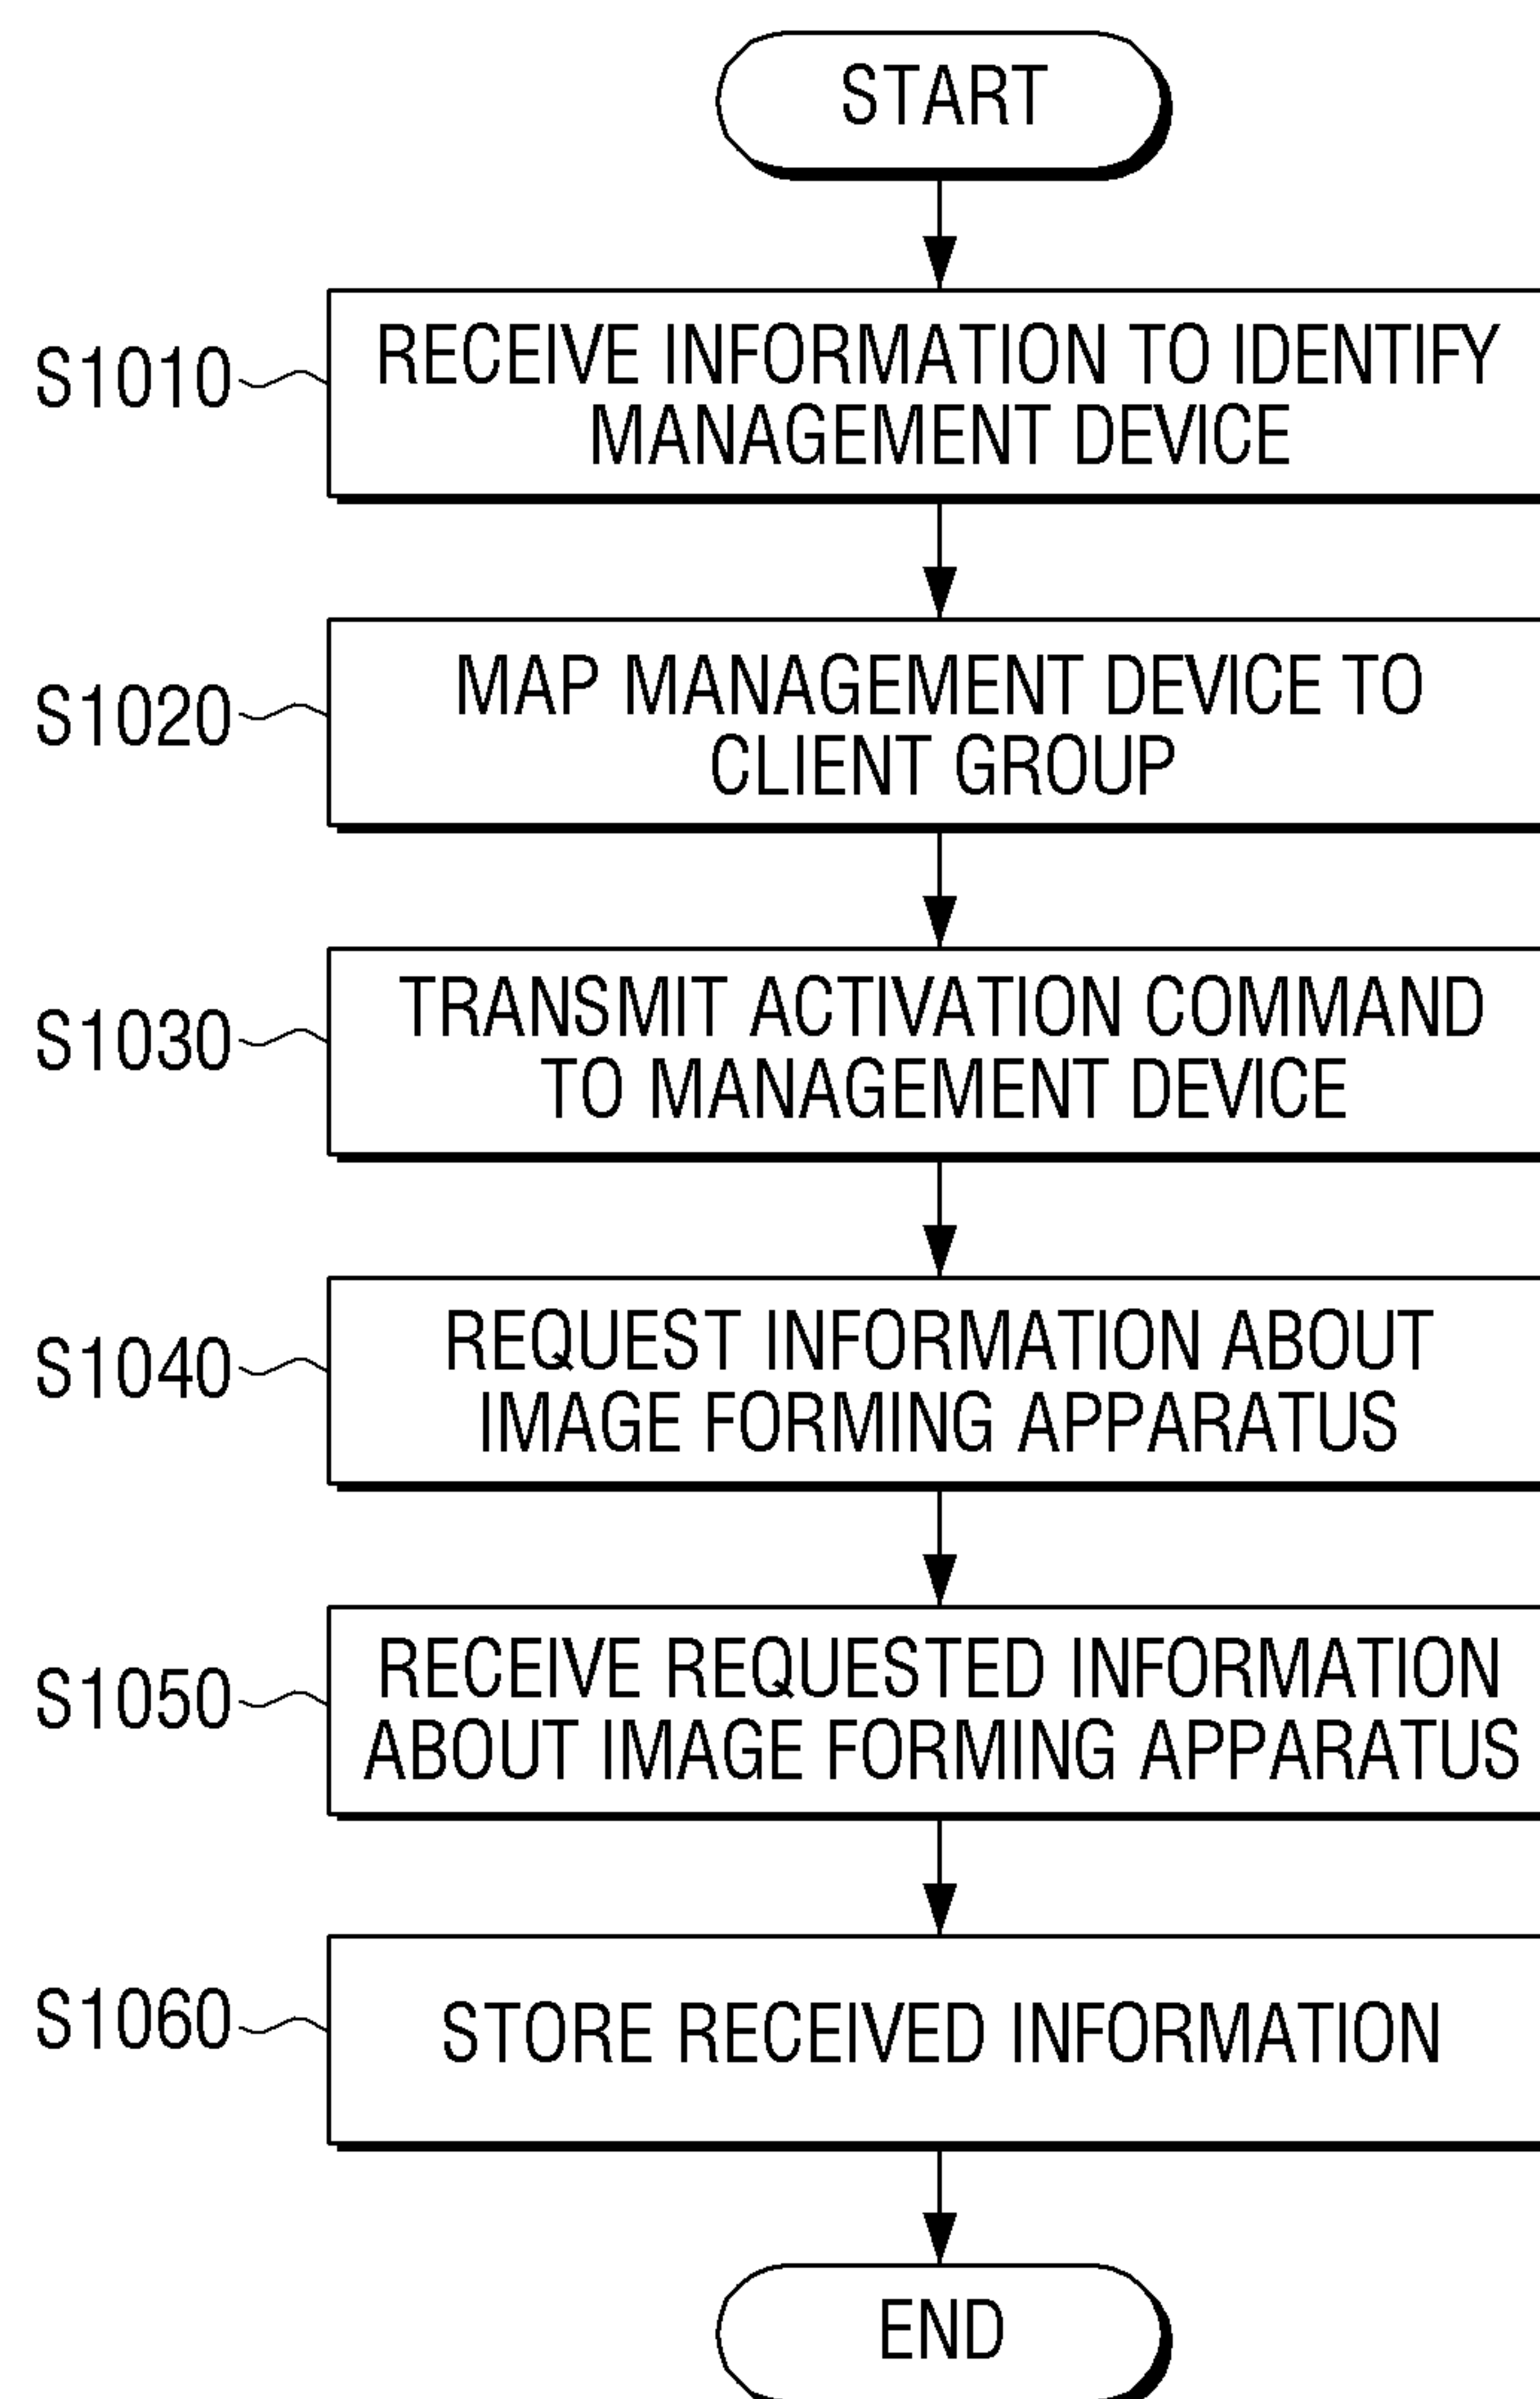 START
S1010
RECEIVE INFORMATION TO IDENTIFY
MANAGEMENT DEVICE
S1020
MAP MANAGEMENT DEVICE TO
CLIENT GROUP
S1030
TRANSMIT ACTIVATION COMMAND
TO MANAGEMENT DEVICE
S1040
REQUEST INFORMATION ABOUT
IMAGE FORMING APPARATUS
S1050
RECEIVE REQUESTED INFORMATION
ABOUT IMAGE FORMING APPARATUS
S1060
STORE RECEIVED INFORMATION
END